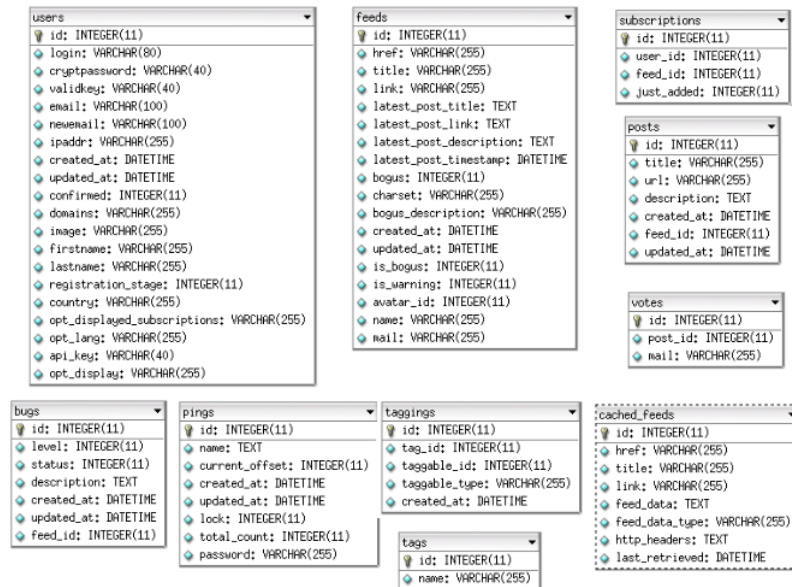 users
id: INTEGER(11)
login: VARCHAR(80)
cryptpassword: VARCHAR(40)
validkey: VARCHAR(40)
email: VARCHAR(100)
newemail: VARCHAR(100)
ipaddr: VARCHAR(255)
created_at: DATETIME
updated_at: DATETIME
confirmed: INTEGER(11)
domains: VARCHAR(255)
image: VARCHAR(255)
firstname: VARCHAR(255)
lastname: VARCHAR(255)
registration_stage: INTEGER(11)
country: VARCHAR(255)
opt_displayed_subscriptions: VARCHAR(255)
opt_lang: VARCHAR(255)
api_key: VARCHAR(40)
opt_display: VARCHAR(255)
feeds
id: INTEGER(11)
href: VARCHAR(255)
title: VARCHAR(255)
link: VARCHAR(255)
latest_post_title: TEXT
latest_post_link: TEXT
latest_post_description: TEXT
latest_post_timestamp: DATETIME
bogus: INTEGER(11)
charset: VARCHAR(255)
bogus_description: VARCHAR(255)
created_at: DATETIME
updated_at: DATETIME
is_bogus: INTEGER(11)
is_warning: INTEGER(11)
avatar_id: INTEGER(11)
name: VARCHAR(255)
mail: VARCHAR(255)
subscriptions
id: INTEGER(11)
user_id: INTEGER(11)
feed_id: INTEGER(11)
just_added: INTEGER(11)
posts
id: INTEGER(11)
title: VARCHAR(255)
url: VARCHAR(255)
description: TEXT
created_at: DATETIME
feed_id: INTEGER(11)
updated_at: DATETIME
votes
id: INTEGER(11)
post_id: INTEGER(11)
mail: VARCHAR(255)
bugs
id: INTEGER(11)
level: INTEGER(11)
status: INTEGER(11)
description: TEXT
created_at: DATETIME
updated_at: DATETIME
feed_id: INTEGER(11)
pings
id: INTEGER(11)
name: TEXT
current_offset: INTEGER(11)
created_at: DATETIME
updated_at: DATETIME
lock: INTEGER(11)
total_count: INTEGER(11)
password: VARCHAR(255)
taggings
id: INTEGER(11)
tag_id: INTEGER(11)
taggable_id: INTEGER(11)
taggable_type: VARCHAR(255)
created_at: DATETIME
tags
id: INTEGER(11)
name: VARCHAR(255)
cached_feeds
id: INTEGER(11)
href: VARCHAR(255)
title: VARCHAR(255)
link: VARCHAR(255)
feed_data: TEXT
feed_data_type: VARCHAR(255)
http_headers: TEXT
last_retrieved: DATETIME